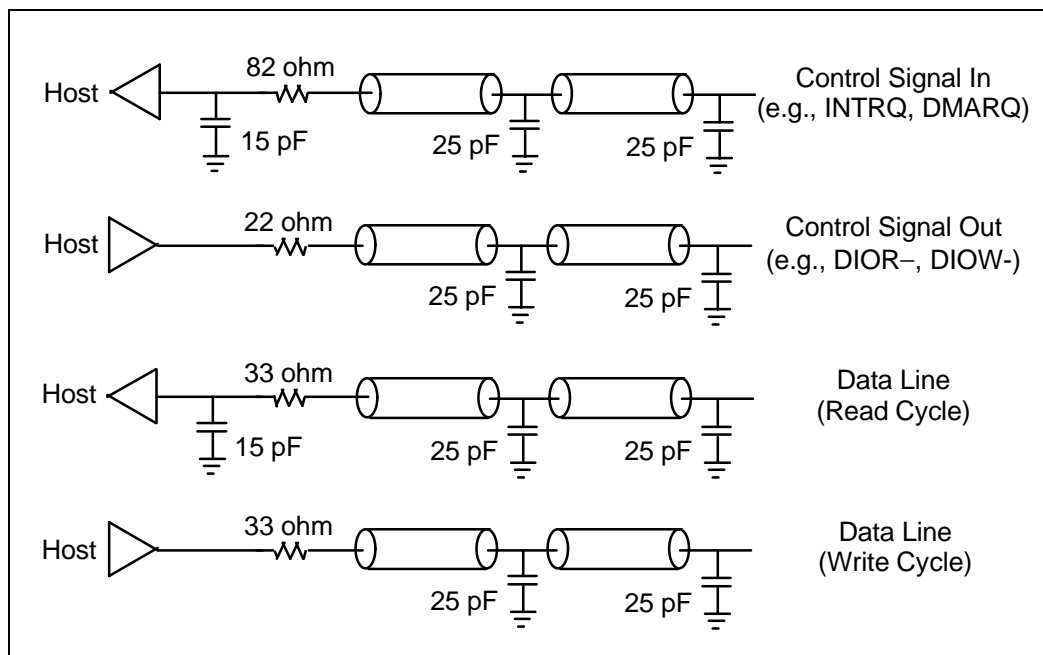 82 ohm
Host
15 pF
25 pF
25 pF
Control Signal In
(e.g., INTRQ, DMARQ)
22 ohm
Host
25 pF
25 pF
Control Signal Out
(e.g., DIOR–, DIOW-)
33 ohm
Host
15 pF
25 pF
25 pF
Data Line
(Read Cycle)
33 ohm
Host
25 pF
25 pF
Data Line
(Write Cycle)